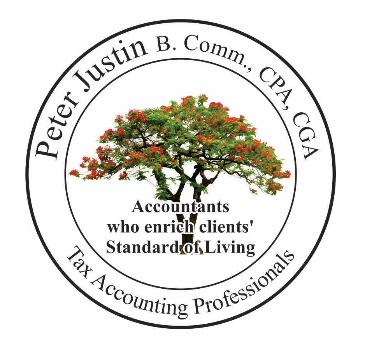 Peter Justin B. Comm., CPA, CGA
Accountants
who enrich clients'
Standard of Living
Tax Accounting Professionals